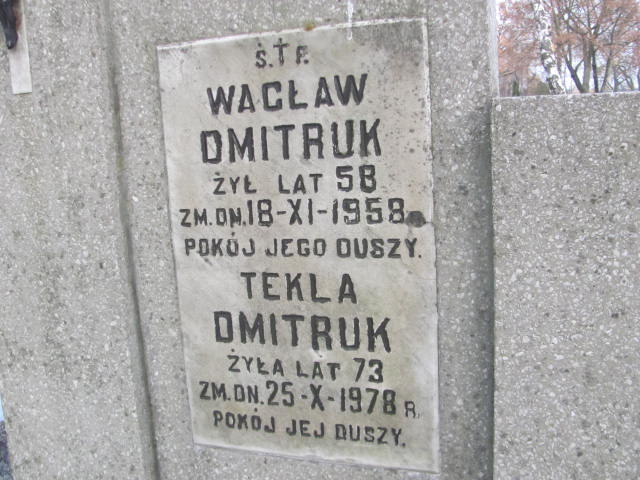 Ś.†P.
WACŁAW
DMITRUK
ŻYŁ LAT 58
ZM. DN. 18-XI-1958
POKÓJ JEGO DUSZY.
TEKLA
DMITRUK
ŻYŁA LAT 73
ZM. DN. 25-X-1978 R.
POKÓJ JEJ DUSZY.